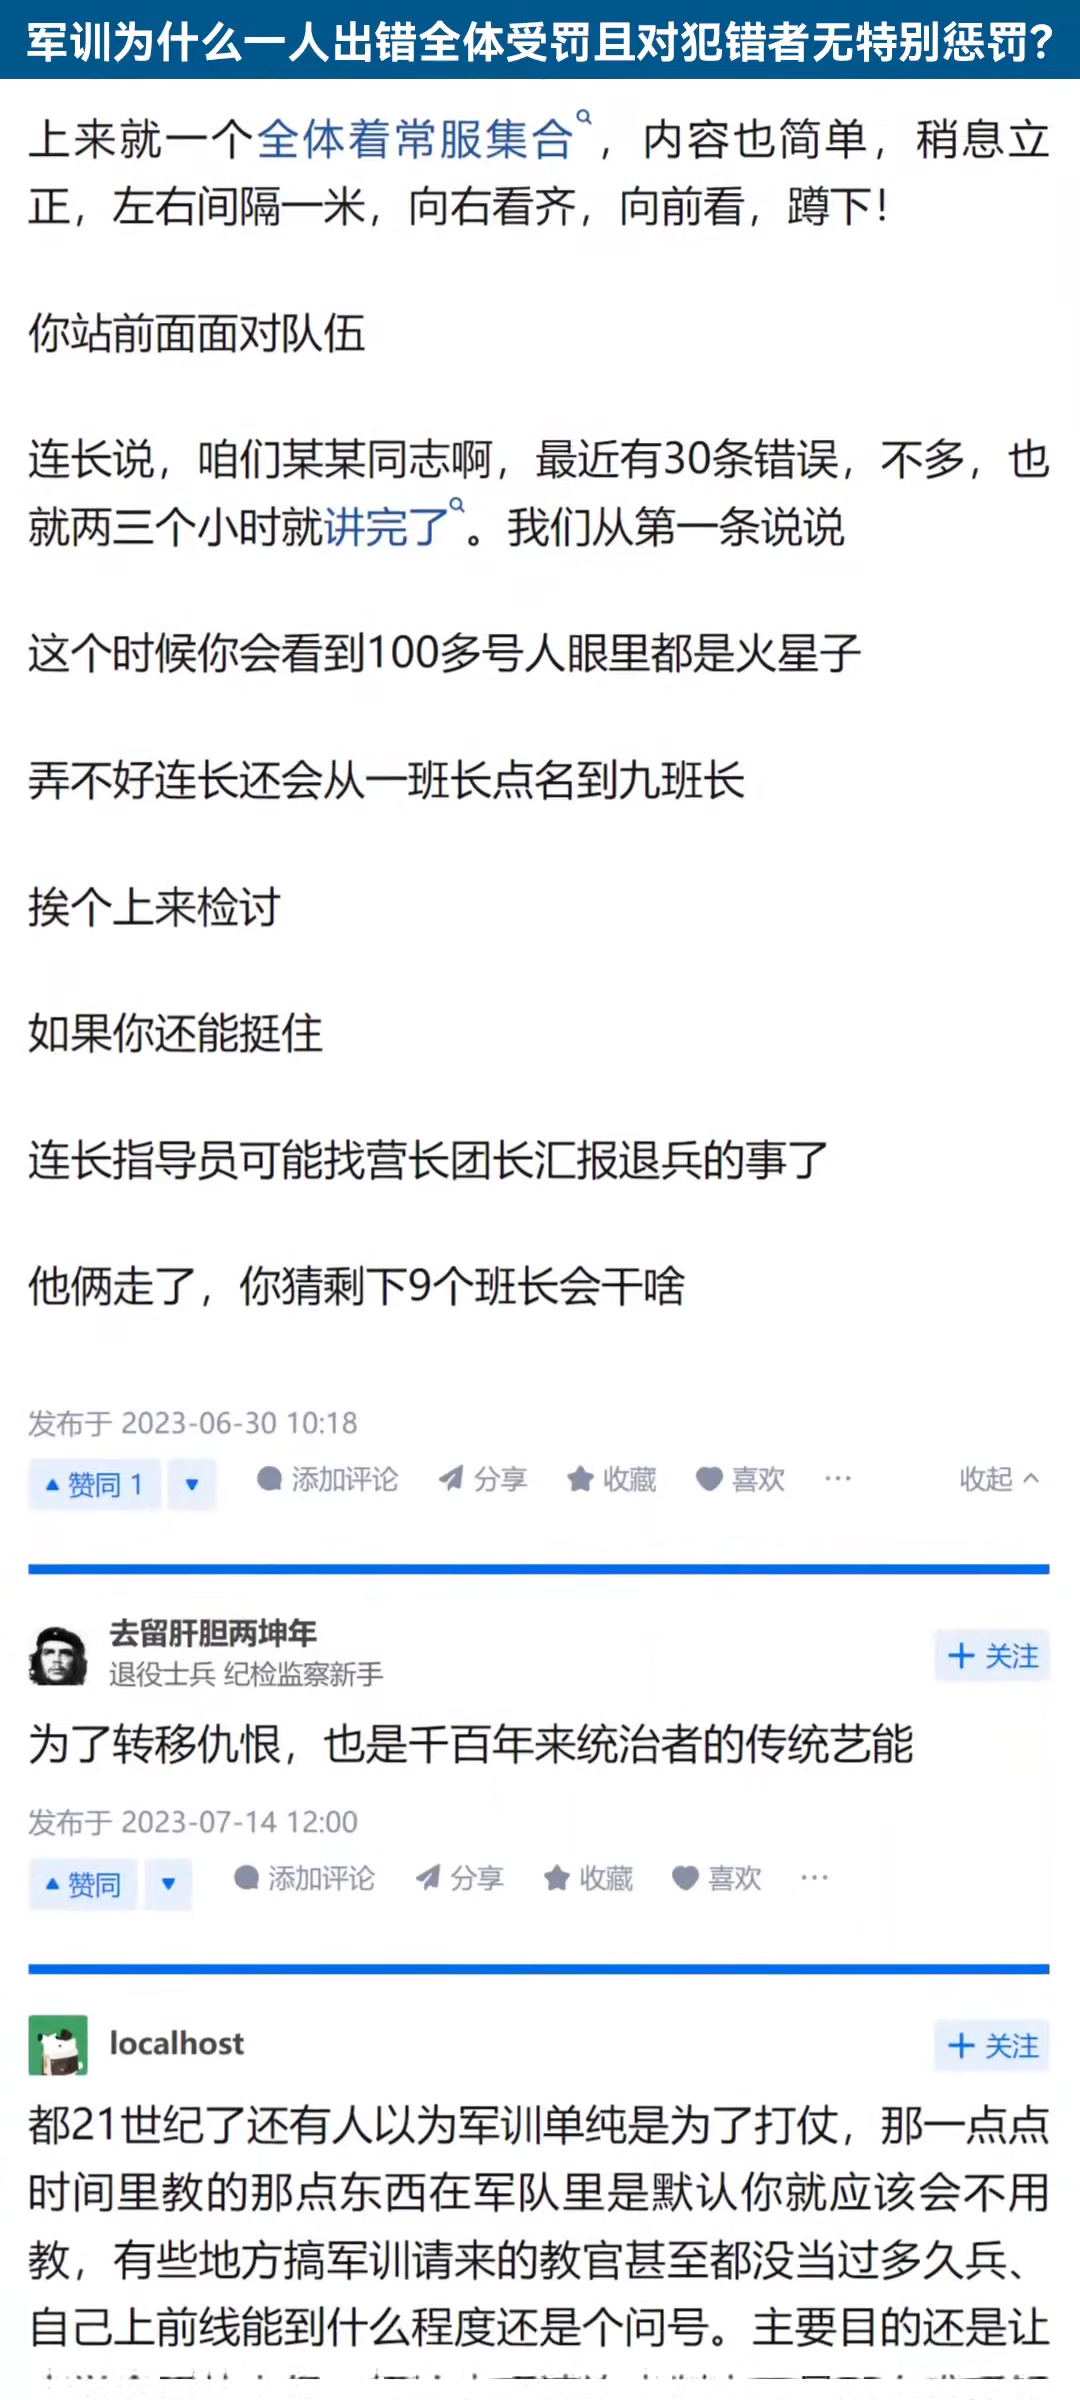 军训为什么一人出错全体受罚且对犯错者无特别惩罚？
上来就一个全体着常服集合，内容也简单，稍息立
正，左右间隔一米，向右看齐，向前看，蹲下！
你站前面面对队伍
连长说，咱们某某同志啊，最近有30条错误，不多，也
就两三个小时就讲完了。我们从第一条说说
这个时候你会看到100多号人眼里都是火星子
弄不好连长还会从一班长点名到九班长
挨个上来检讨
如果你还能挺住
连长指导员可能找营长团长汇报退兵的事了
他俩走了，你猜剩下9个班长会干啥
发布于 2023-06-30 10:18
赞同 1 添加评论 分享 收藏 喜欢 ··· 收起
去留肝胆两坤年
退役士兵 纪检监察新手
+ 关注
为了转移仇恨，也是千百年来统治者的传统艺能
发布于 2023-07-14 12:00
赞同 添加评论 分享 收藏 喜欢 ···
localhost
+ 关注
都21世纪了还有人以为军训单纯是为了打仗，那一点点
时间里教的那点东西在军队里是默认你就应该会不用
教，有些地方搞军训请来的教官甚至都没当过多久兵、
自己上前线能到什么程度还是个问号。主要目的还是让